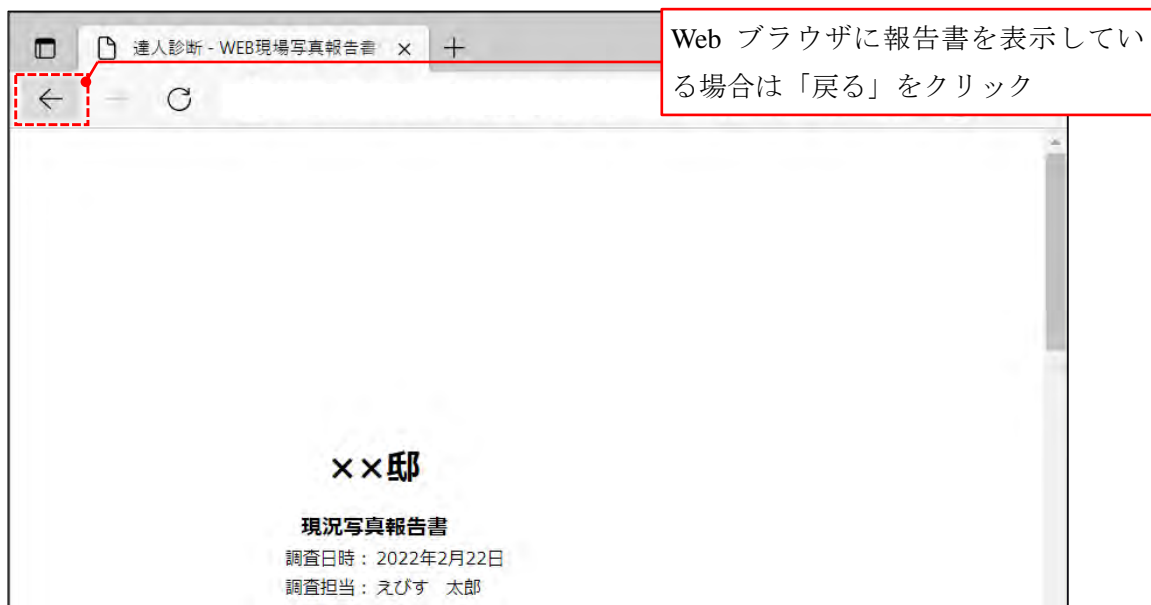 達人診断 - WEB現場写真報告書
Web ブラウザに報告書を表示してい
る場合は「戻る」をクリック
××邸
現況写真報告書
調査日時：2022年2月22日
調査担当：えびす　太郎